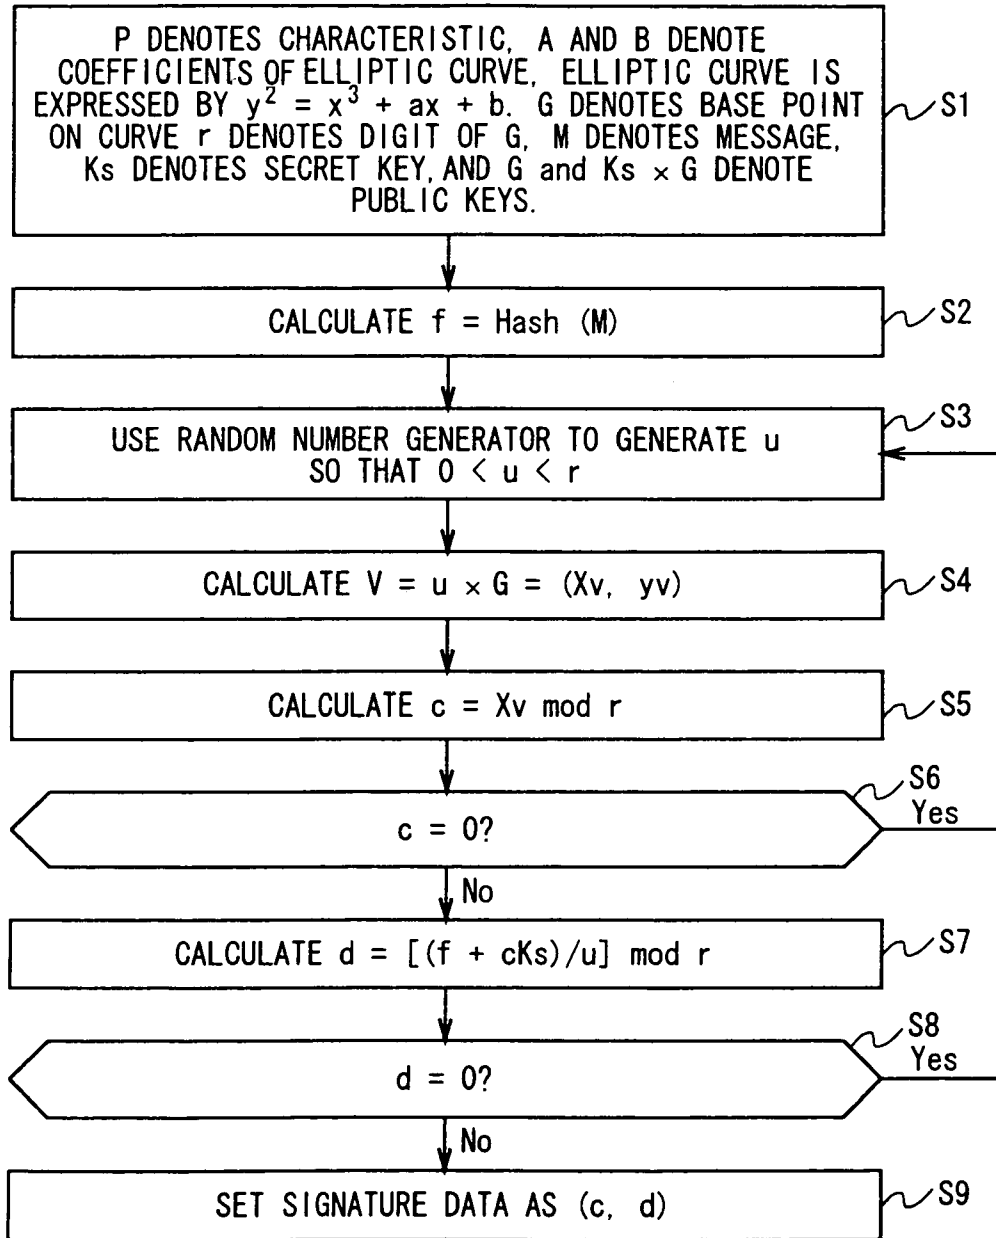 P DENOTES CHARACTERISTIC, A AND B DENOTE
COEFFICIENTS OF ELLIPTIC CURVE, ELLIPTIC CURVE IS
EXPRESSED BY y² = x³ + ax + b. G DENOTES BASE POINT
ON CURVE r DENOTES DIGIT OF G, M DENOTES MESSAGE,
Ks DENOTES SECRET KEY, AND G and Ks × G DENOTE
PUBLIC KEYS.
S1
CALCULATE f = Hash (M)
S2
USE RANDOM NUMBER GENERATOR TO GENERATE u
SO THAT 0 < u < r
S3
CALCULATE V = u × G = (Xv, yv)
S4
CALCULATE c = Xv mod r
S5
c = 0?
S6
Yes
No
CALCULATE d = [(f + cKs)/u] mod r
S7
d = 0?
S8
Yes
No
SET SIGNATURE DATA AS (c, d)
S9